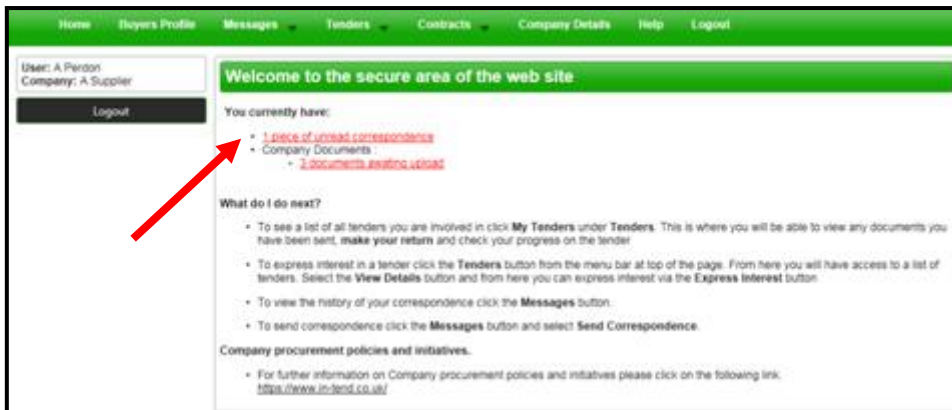 Home Buyers Profile Messages Tenders Contracts Company Details Help Logout
User: A Perdon
Company: A Supplier
Logout
Welcome to the secure area of the web site
You currently have:
1 piece of unread correspondence
Company Documents :
3 documents awaiting upload
What do I do next?
To see a list of all tenders you are involved in click My Tenders under Tenders. This is where you will be able to view any documents you
have been sent, make your return and check your progress on the tender
To express interest in a tender click the Tenders button from the menu bar at top of the page. From here you will have access to a list of
tenders. Select the View Details button and from here you can express interest via the Express Interest button
To view the history of your correspondence click the Messages button.
To send correspondence click the Messages button and select Send Correspondence.
Company procurement policies and initiatives.
For further information on Company procurement policies and initiatives please click on the following link.
https://www.in-tend.co.uk/